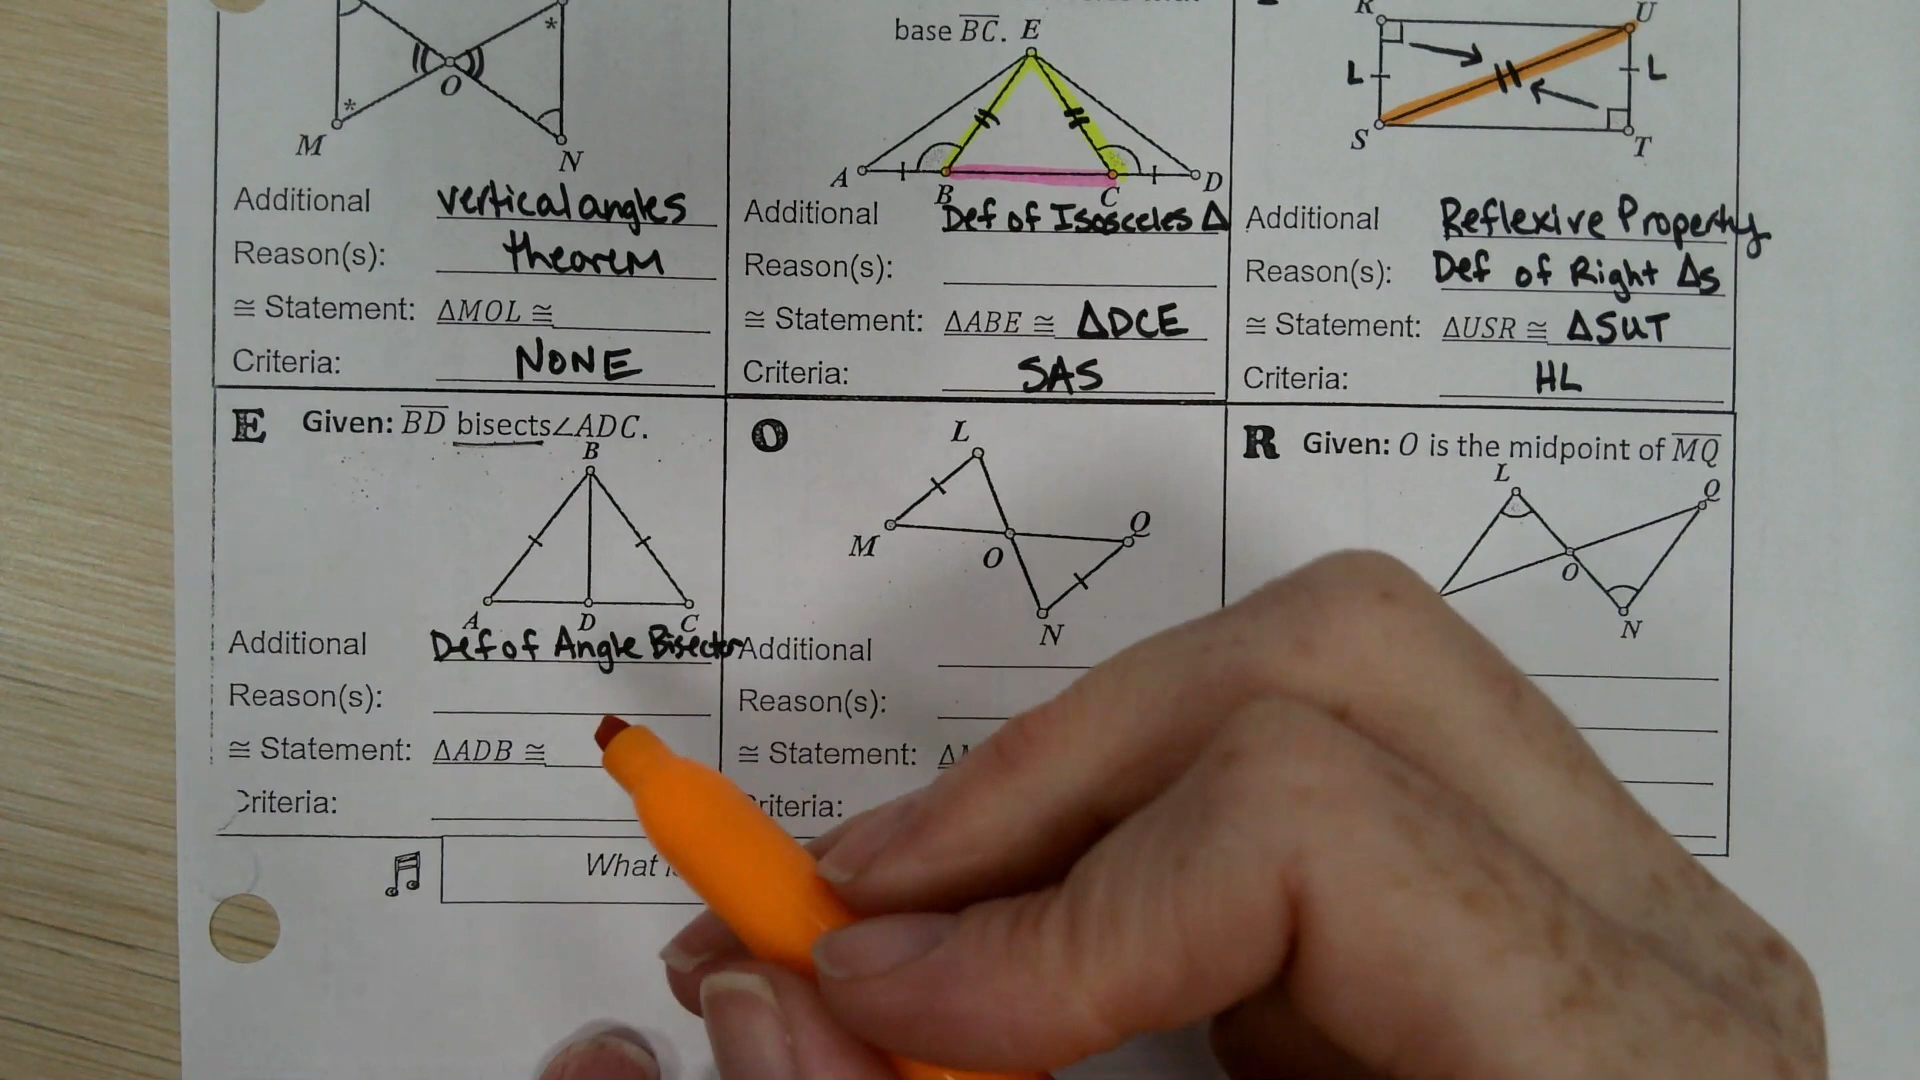 M
O
N
*
*
Additional vertical angles
Reason(s): theorem
≅ Statement: ΔMOL ≅
Criteria: NONE
base BC.
E
A
B
C
D
Additional Def of Isosceles Δ
Reason(s):
≅ Statement: ΔABE ≅ ΔDCE
Criteria: SAS
R
U
L
L
S
T
Additional Reflexive Property
Reason(s): Def of Right Δs
≅ Statement: ΔUSR ≅ ΔSUT
Criteria: HL
E Given: BD bisects∠ADC.
B
A
D
C
Additional Def of Angle Bisector
Reason(s):
≅ Statement: ΔADB ≅
Criteria:
O
L
M
O
Q
N
Additional
Reason(s):
≅ Statement:
Criteria:
R Given: O is the midpoint of MQ
L
Q
O
N
What